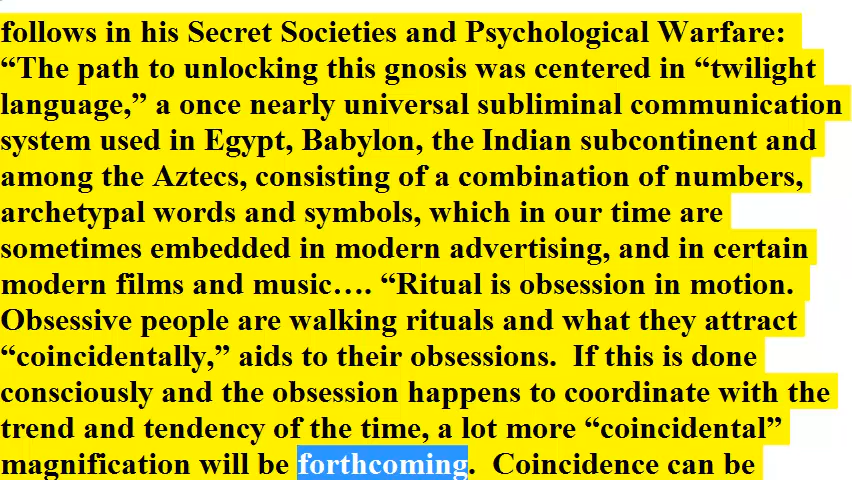 follows in his Secret Societies and Psychological Warfare:
“The path to unlocking this gnosis was centered in “twilight
language,” a once nearly universal subliminal communication
system used in Egypt, Babylon, the Indian subcontinent and
among the Aztecs, consisting of a combination of numbers,
archetypal words and symbols, which in our time are
sometimes embedded in modern advertising, and in certain
modern films and music…. “Ritual is obsession in motion.
Obsessive people are walking rituals and what they attract
“coincidentally,” aids to their obsessions.  If this is done
consciously and the obsession happens to coordinate with the
trend and tendency of the time, a lot more “coincidental”
magnification will be forthcoming.  Coincidence can be